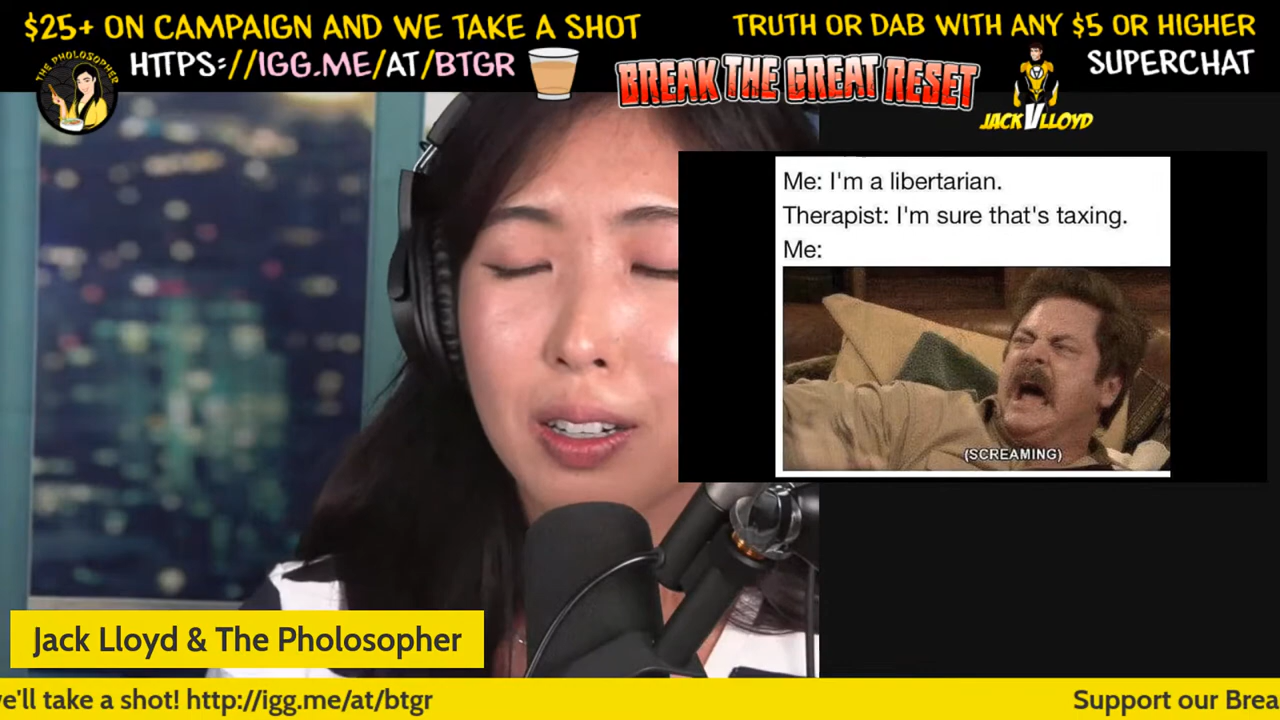 $25+ ON CAMPAIGN AND WE TAKE A SHOT
HTTPS://IGG.ME/AT/BTGR
THE PHOLOSOPHER
TRUTH OR DAB WITH ANY $5 OR HIGHER
SUPERCHAT
BREAK THE GREAT RESET
JACK V LLOYD
Me: I'm a libertarian.
Therapist: I'm sure that's taxing.
Me:
(SCREAMING)
Jack Lloyd & The Pholosopher
e'll take a shot! http://igg.me/at/btgr
Support our Brea